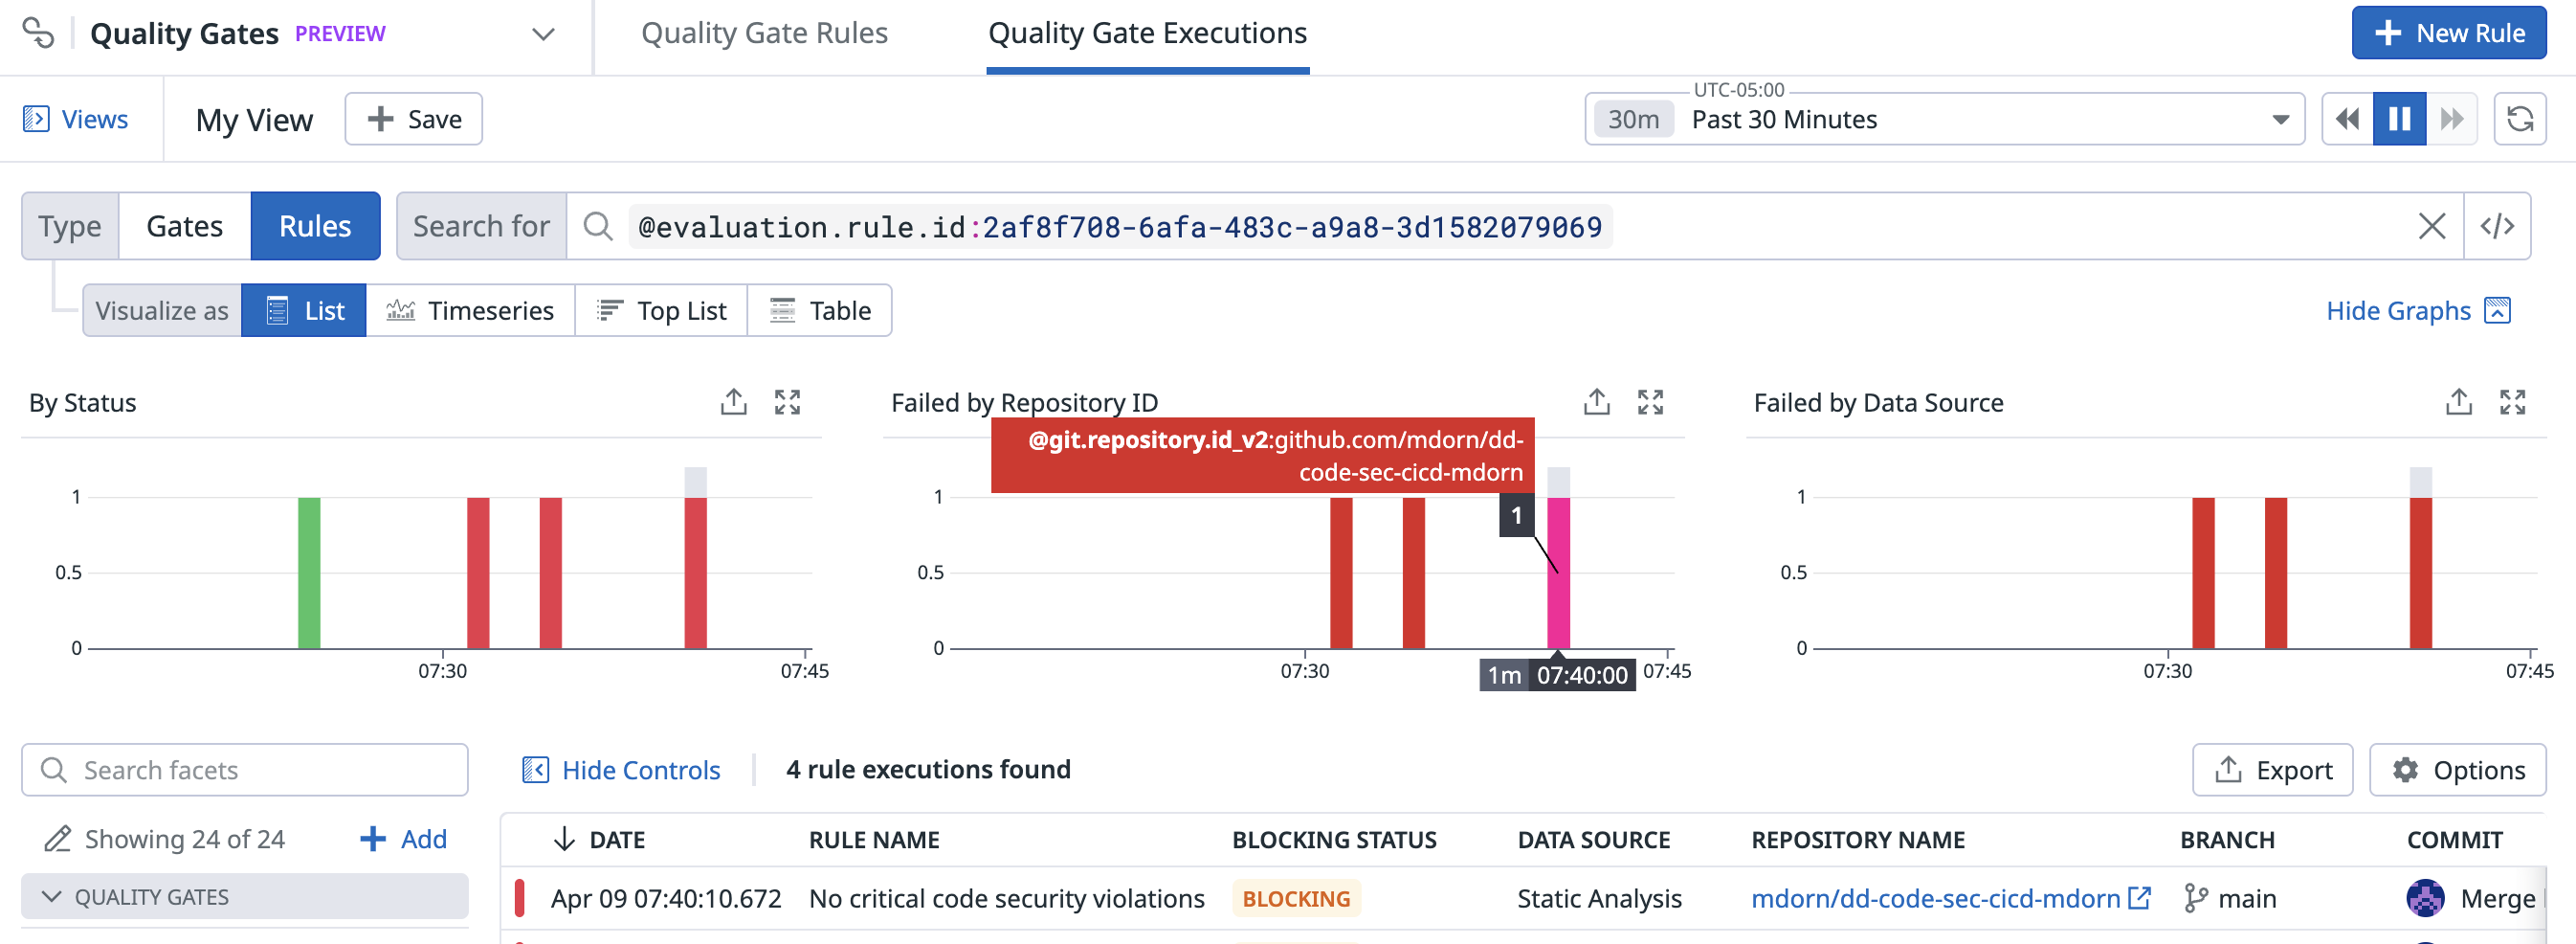 Quality Gates PREVIEW
Quality Gate Rules
Quality Gate Executions
New Rule
Views
My View
Save
UTC-05:00
30m Past 30 Minutes
Type Gates Rules
Search for @evaluation.rule.id:2af8f708-6afa-483c-a9a8-3d1582079069
</>
Visualize as List Timeseries Top List Table
Hide Graphs
By Status
1
0.5
0
07:30 07:45
Failed by Repository ID
@git.repository.id_v2:github.com/mdorn/dd-
code-sec-cicd-mdorn
1
1
0.5
0
07:30 07:45
1m 07:40:00
Failed by Data Source
1
0.5
0
07:30 07:45
Search facets
Showing 24 of 24
Add
QUALITY GATES
Hide Controls
4 rule executions found
Export
Options
DATE RULE NAME BLOCKING STATUS DATA SOURCE REPOSITORY NAME BRANCH COMMIT
Apr 09 07:40:10.672 No critical code security violations BLOCKING Static Analysis mdorn/dd-code-sec-cicd-mdorn main Merge